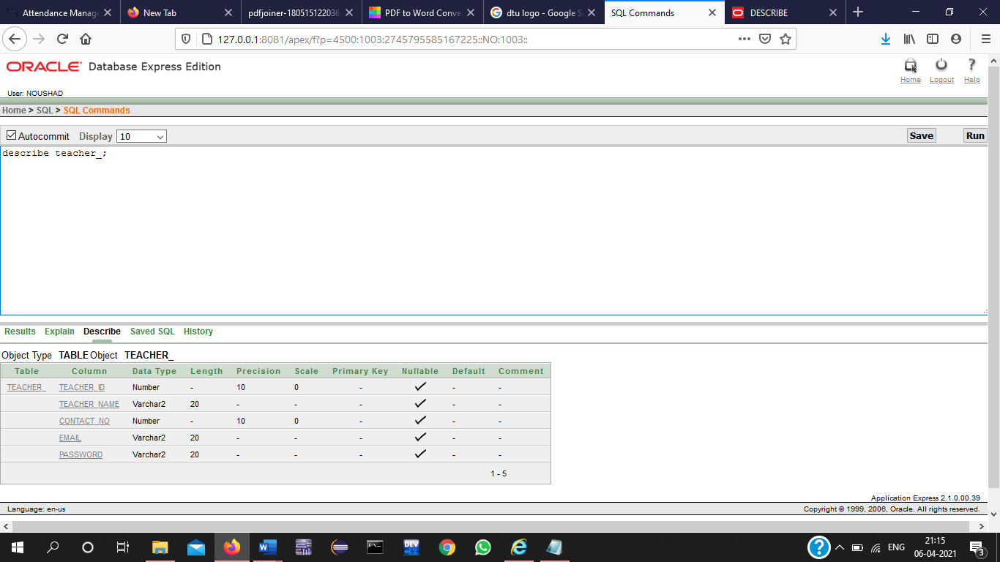 Attendance Manag
New Tab
pdfjoiner-180515122036
PDF to Word Conve
dtu logo - Google S
SQL Commands
DESCRIBE
127.0.0.1:8081/apex/f?p=4500:1003:2745795585167225::NO:1003::
ORACLE Database Express Edition
Home Logout Help
User: NOUSHAD
Home > SQL > SQL Commands
Autocommit Display 10 Save Run
describe teacher_;
Results Explain Describe Saved SQL History
Object Type TABLE Object TEACHER_
Table Column Data Type Length Precision Scale Primary Key Nullable Default Comment
TEACHER_ TEACHER_ID Number - 10 0 - ✓ - -
TEACHER_NAME Varchar2 20 - - - ✓ - -
CONTACT_NO Number - 10 0 - ✓ - -
EMAIL Varchar2 20 - - - ✓ - -
PASSWORD Varchar2 20 - - - ✓ - -
1 - 5
Application Express 2.1.0.00.39
Language: en-us Copyright © 1999, 2006, Oracle. All rights reserved.
DEV
ENG
21:15
06-04-2021
3